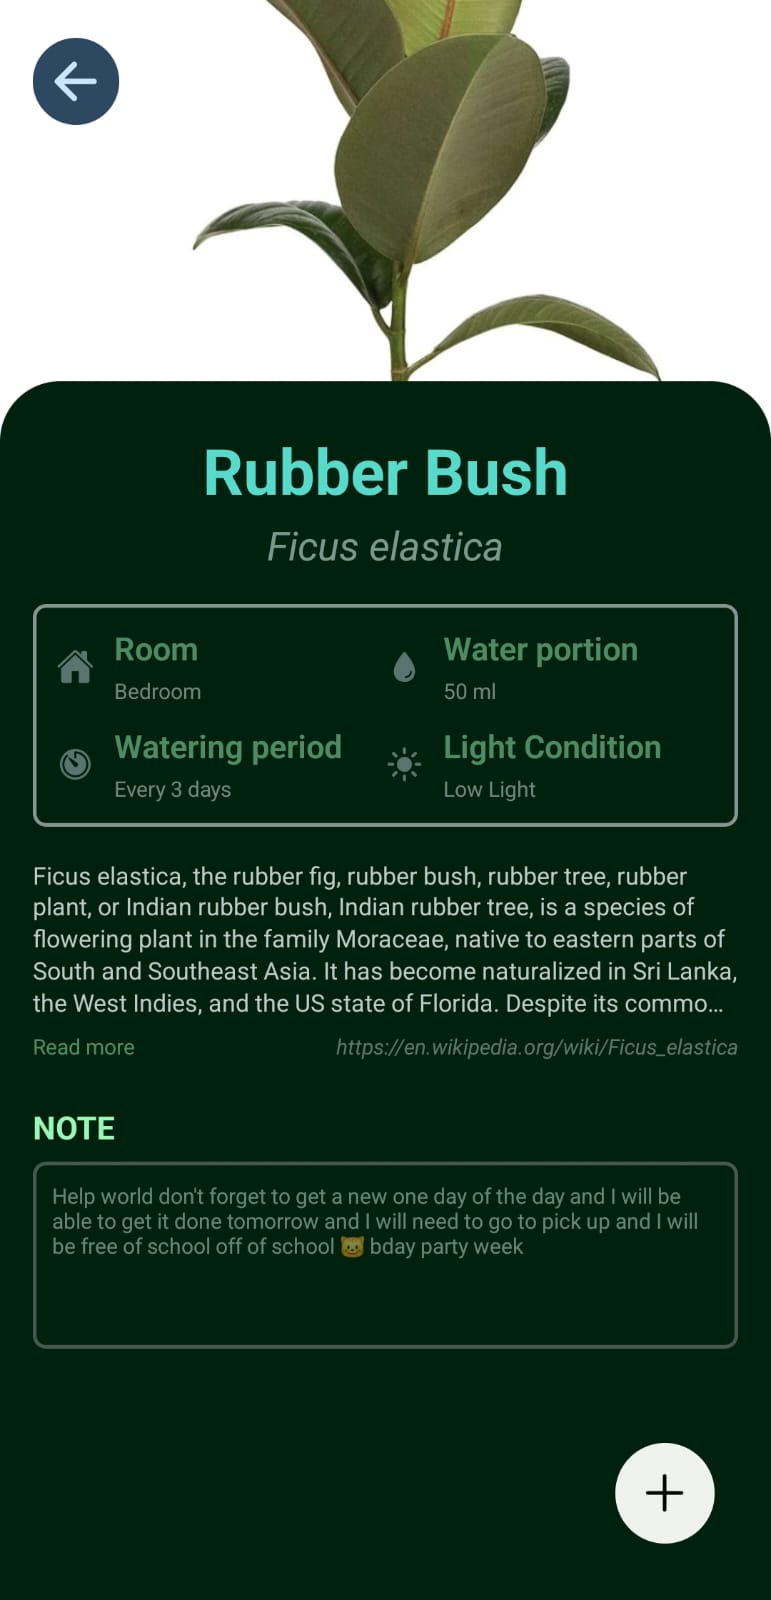 Rubber Bush
Ficus elastica
Room
Bedroom
Water portion
50 ml
Watering period
Every 3 days
Light Condition
Low Light
Ficus elastica, the rubber fig, rubber bush, rubber tree, rubber
plant, or Indian rubber bush, Indian rubber tree, is a species of
flowering plant in the family Moraceae, native to eastern parts of
South and Southeast Asia. It has become naturalized in Sri Lanka,
the West Indies, and the US state of Florida. Despite its commo…
Read more
https://en.wikipedia.org/wiki/Ficus_elastica
NOTE
Help world don't forget to get a new one day of the day and I will be
able to get it done tomorrow and I will need to go to pick up and I will
be free of school off of school 😺 bday party week